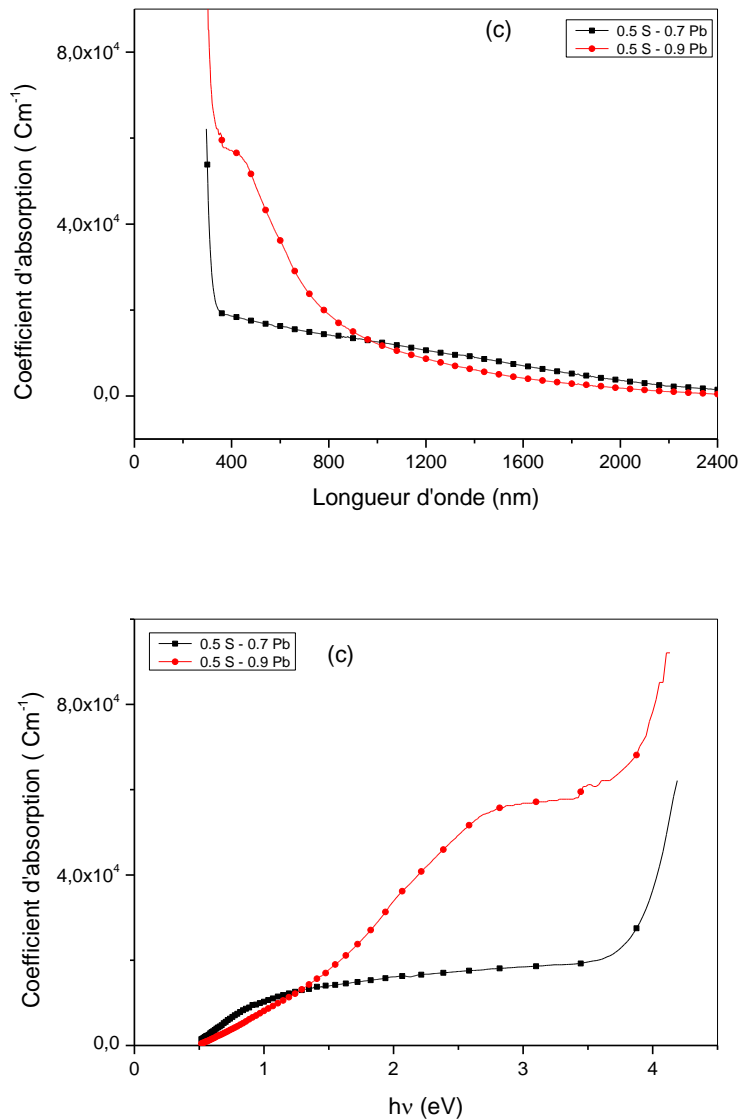 (c)
0.5 S - 0.7 Pb
0.5 S - 0.9 Pb
8,0x10⁴
4,0x10⁴
0,0
Coefficient d'absorption ( Cm⁻¹)
0 400 800 1200 1600 2000 2400
Longueur d'onde (nm)
0.5 S - 0.7 Pb
0.5 S - 0.9 Pb
(c)
8,0x10⁴
4,0x10⁴
0,0
Coefficient d'absorption ( Cm⁻¹)
0 1 2 3 4
hν (eV)